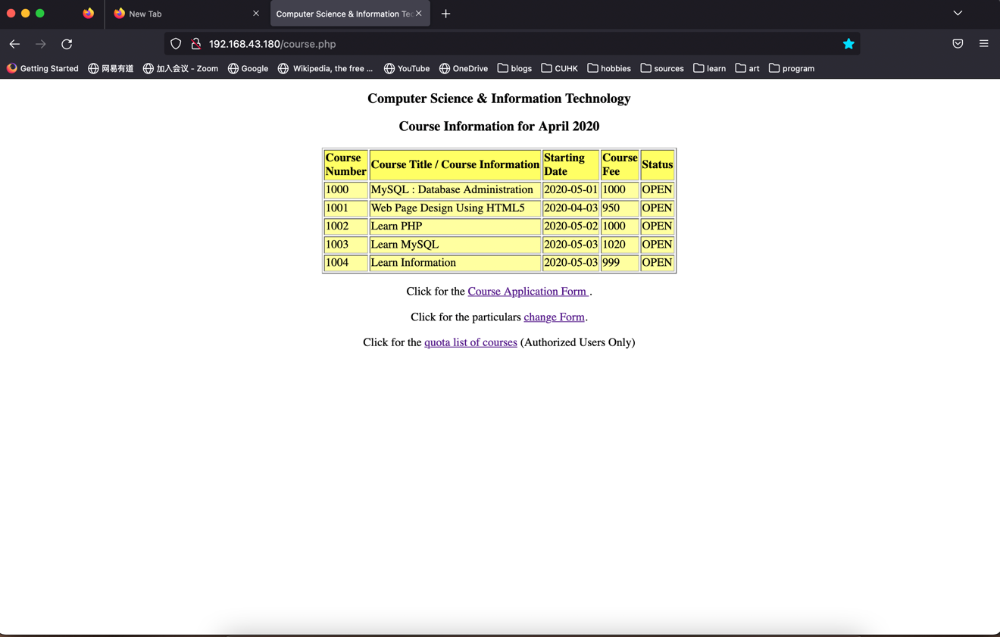 New Tab
Computer Science & Information Tec
192.168.43.180/course.php
Getting Started 网易有道 加入会议 - Zoom Google Wikipedia, the free ... YouTube OneDrive blogs CUHK hobbies sources learn art program
Computer Science & Information Technology
Course Information for April 2020
Course Number Course Title / Course Information Starting Date Course Fee Status
1000 MySQL : Database Administration 2020-05-01 1000 OPEN
1001 Web Page Design Using HTML5 2020-04-03 950 OPEN
1002 Learn PHP 2020-05-02 1000 OPEN
1003 Learn MySQL 2020-05-03 1020 OPEN
1004 Learn Information 2020-05-03 999 OPEN
Click for the Course Application Form .
Click for the particulars change Form.
Click for the quota list of courses (Authorized Users Only)